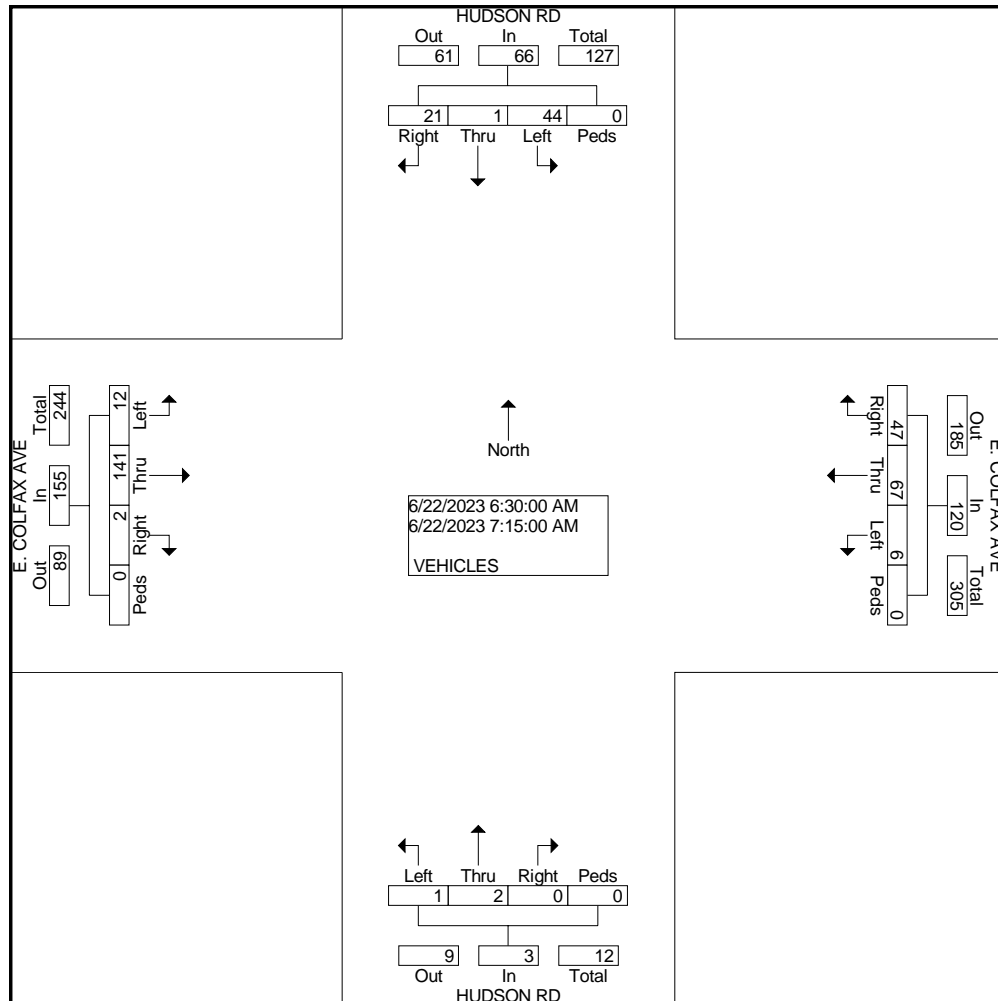 HUDSON RD
Out In Total
61 66 127
21 1 44 0
Right Thru Left Peds
E. COLFAX AVE
Out In Total
89 155 244
Left Thru Right Peds
12 141 2 0
North
6/22/2023 6:30:00 AM
6/22/2023 7:15:00 AM
VEHICLES
Right Thru Left Peds
47 67 6 0
Out In Total
185 120 305
E. COLFAX AVE
Left Thru Right Peds
1 2 0 0
9 3 12
Out In Total
HUDSON RD